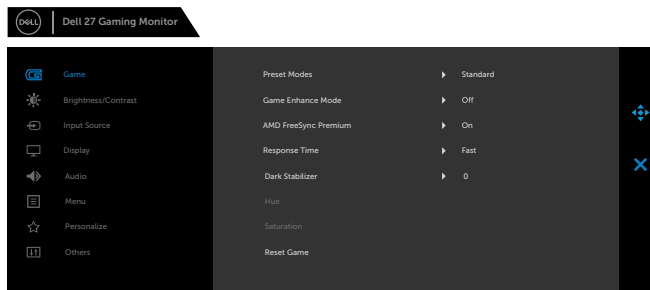 DELL Dell 27 Gaming Monitor
Game Preset Modes Standard
Brightness/Contrast Game Enhance Mode Off
Input Source AMD FreeSync Premium On
Display Response Time Fast
Audio Dark Stabilizer 0
Menu Hue
Personalize Saturation
Others Reset Game